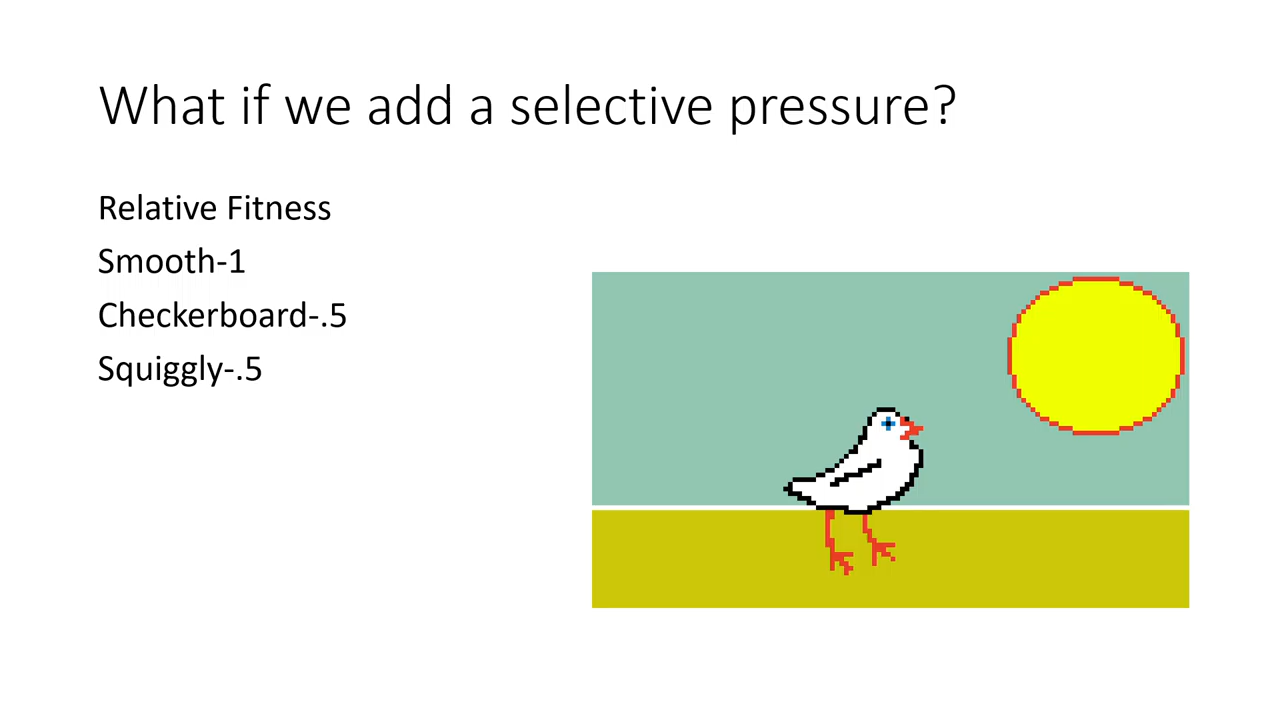 What if we add a selective pressure?
Relative Fitness
Smooth-1
Checkerboard-.5
Squiggly-.5